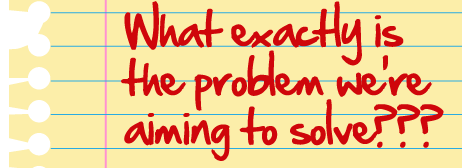 What exactly is
the problem we're
aiming to solve???